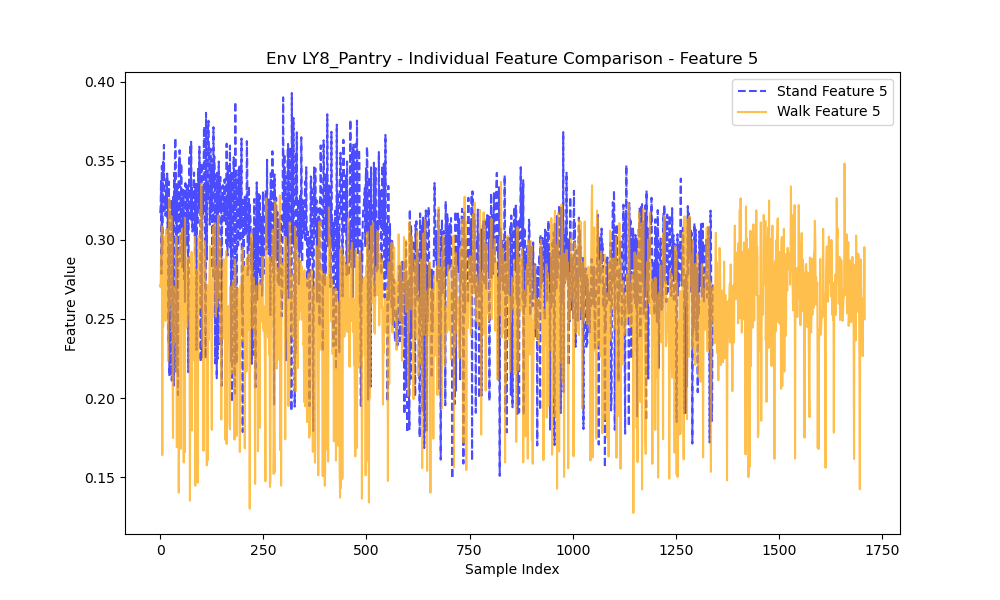 Env LY8_Pantry - Individual Feature Comparison - Feature 5
Stand Feature 5
Walk Feature 5
Feature Value
0.40
0.35
0.30
0.25
0.20
0.15
0
250
500
750
1000
1250
1500
1750
Sample Index